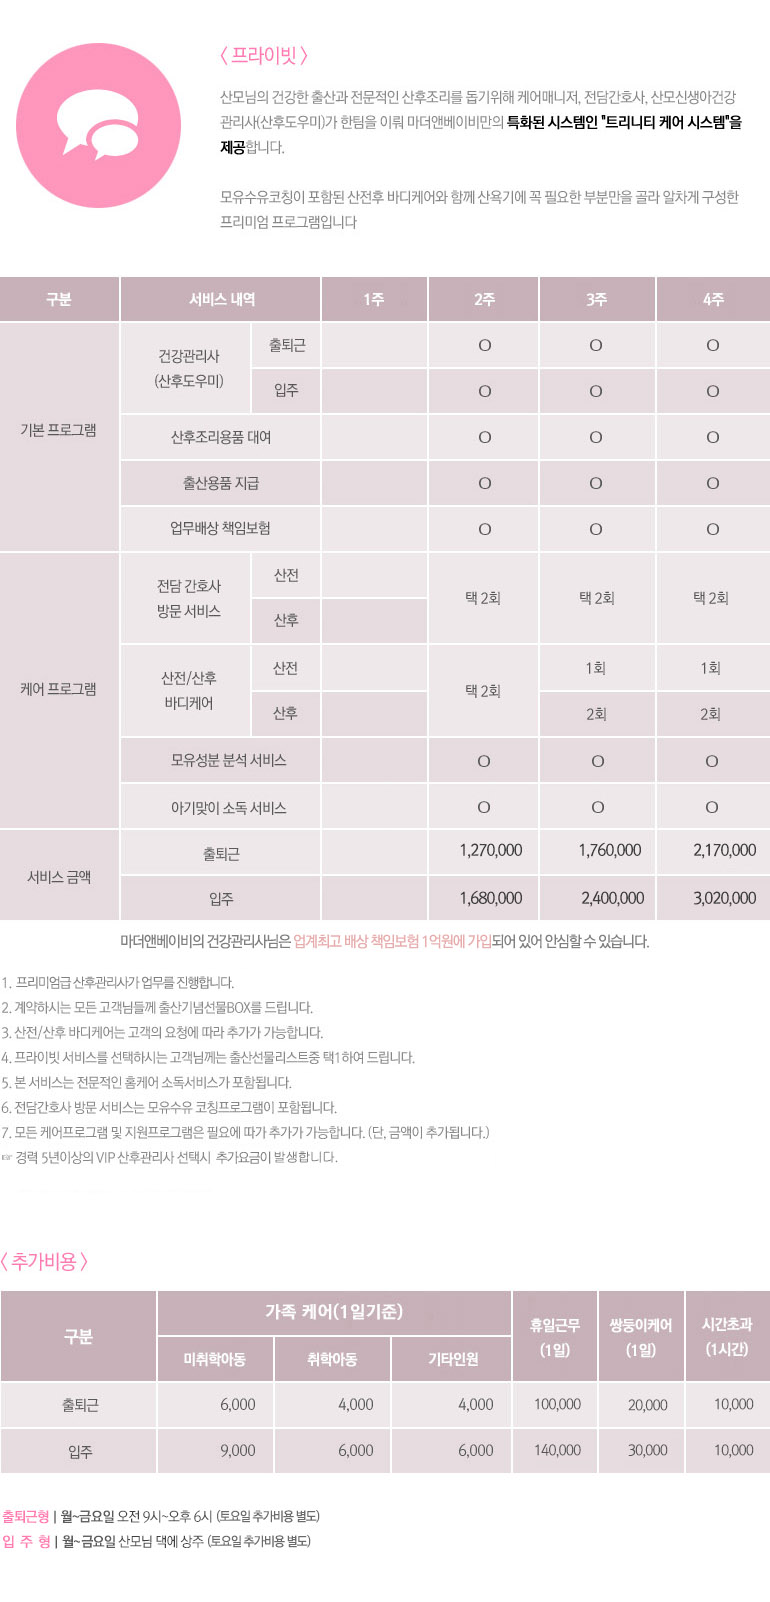 〈 프라이빗 〉
산모님의 건강한 출산과 전문적인 산후조리를 돕기위해 케어매니저, 전담간호사, 산모신생아건강
관리사(산후도우미)가 한팀을 이뤄 마더앤베이비만의 특화된 시스템인 "트리니티 케어 시스템"을
제공합니다.
모유수유코칭이 포함된 산전후 바디케어와 함께 산욕기에 꼭 필요한 부분만을 골라 알차게 구성한
프리미엄 프로그램입니다
구분 서비스 내역 1주 2주 3주 4주
기본 프로그램
건강관리사
(산후도우미)
출퇴근 O O O
입주 O O O
산후조리용품 대여 O O O
출산용품 지급 O O O
업무배상 책임보험 O O O
케어 프로그램
전담 간호사
방문 서비스
산전
산후
택 2회 택 2회 택 2회
산전/산후
바디케어
산전 택 2회 1회 1회
산후 2회 2회
모유성분 분석 서비스 O O O
아기맞이 소독 서비스 O O O
서비스 금액
출퇴근 1,270,000 1,760,000 2,170,000
입주 1,680,000 2,400,000 3,020,000
마더앤베이비의 건강관리사님은 업계최고 배상 책임보험 1억원에 가입되어 있어 안심할 수 있습니다.
1. 프리미엄급 산후관리사가 업무를 진행합니다.
2. 계약하시는 모든 고객님들께 출산기념선물BOX를 드립니다.
3. 산전/산후 바디케어는 고객의 요청에 따라 추가가 가능합니다.
4. 프라이빗 서비스를 선택하시는 고객님께는 출산선물리스트중 택1하여 드립니다.
5. 본 서비스는 전문적인 홈케어 소독서비스가 포함됩니다.
6. 전담간호사 방문 서비스는 모유수유 코칭프로그램이 포함됩니다.
7. 모든 케어프로그램 및 지원프로그램은 필요에 따가 추가가 가능합니다. (단, 금액이 추가됩니다.)
☞ 경력 5년이상의 VIP 산후관리사 선택시 추가요금이 발생합니다.
〈 추가비용 〉
구분
가족 케어(1일기준)
미취학아동 취학아동 기타인원
휴일근무
(1일)
쌍둥이케어
(1일)
시간초과
(1시간)
출퇴근 6,000 4,000 4,000 100,000 20,000 10,000
입주 9,000 6,000 6,000 140,000 30,000 10,000
출퇴근형 | 월~금요일 오전 9시~오후 6시 (토요일 추가비용 별도)
입 주 형 | 월~금요일 산모님 댁에 상주 (토요일 추가비용 별도)